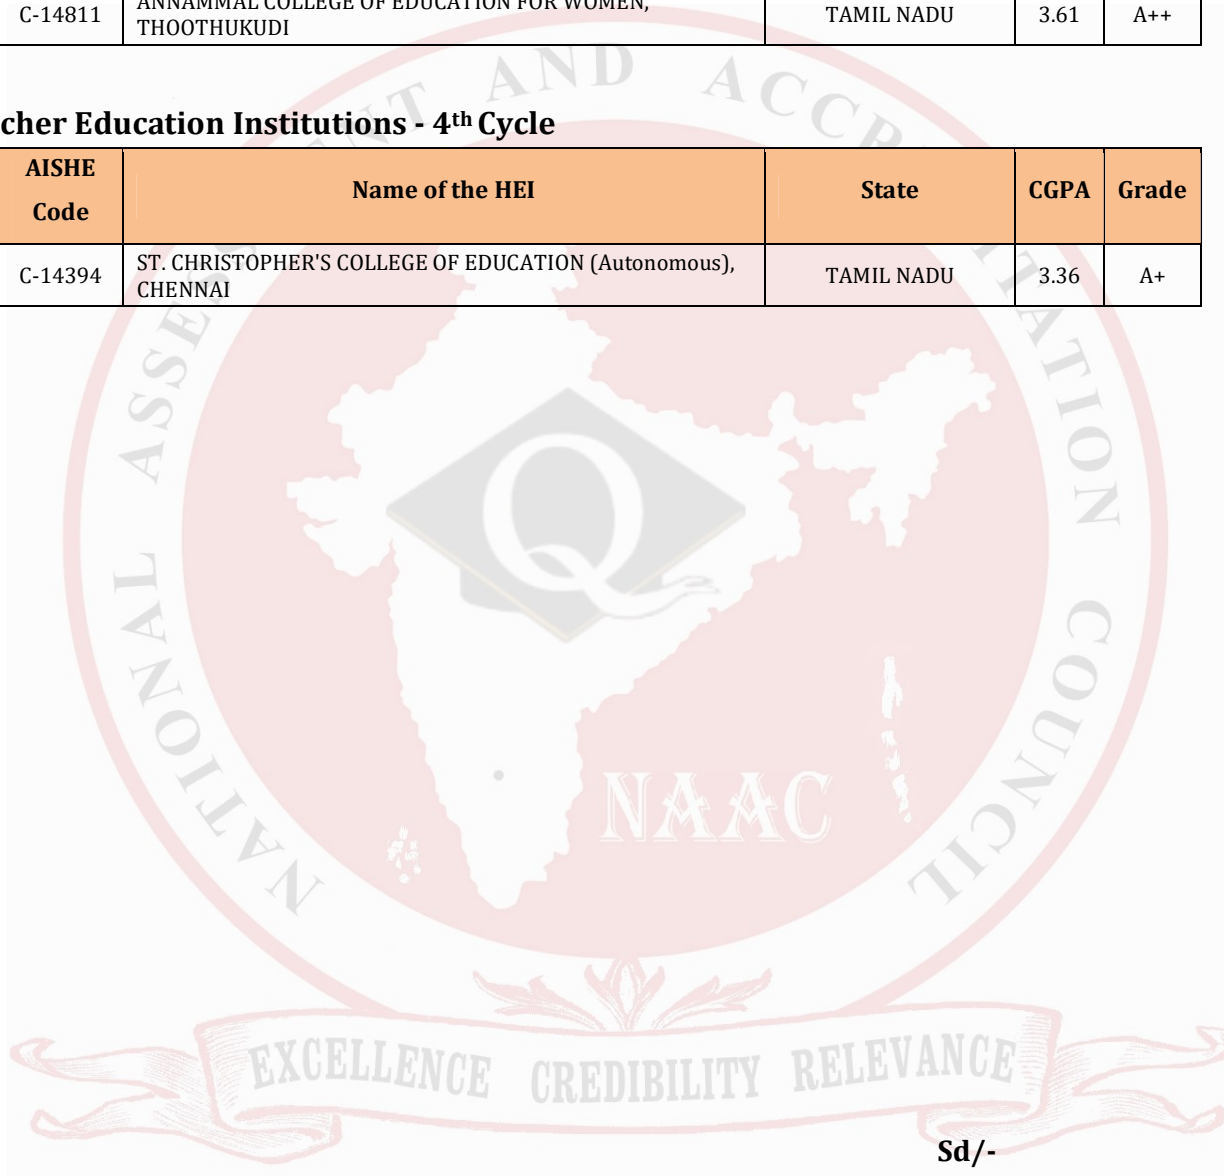 C-14811 ANNAMMAL COLLEGE OF EDUCATION FOR WOMEN, THOOTHUKUDI TAMIL NADU 3.61 A++
cher Education Institutions - 4th Cycle
AISHE Code Name of the HEI State CGPA Grade
C-14394 ST. CHRISTOPHER'S COLLEGE OF EDUCATION (Autonomous), CHENNAI TAMIL NADU 3.36 A+
NATIONAL ASSESSMENT AND ACCREDITATION COUNCIL
Q
NAAC
EXCELLENCE CREDIBILITY RELEVANCE
Sd/-